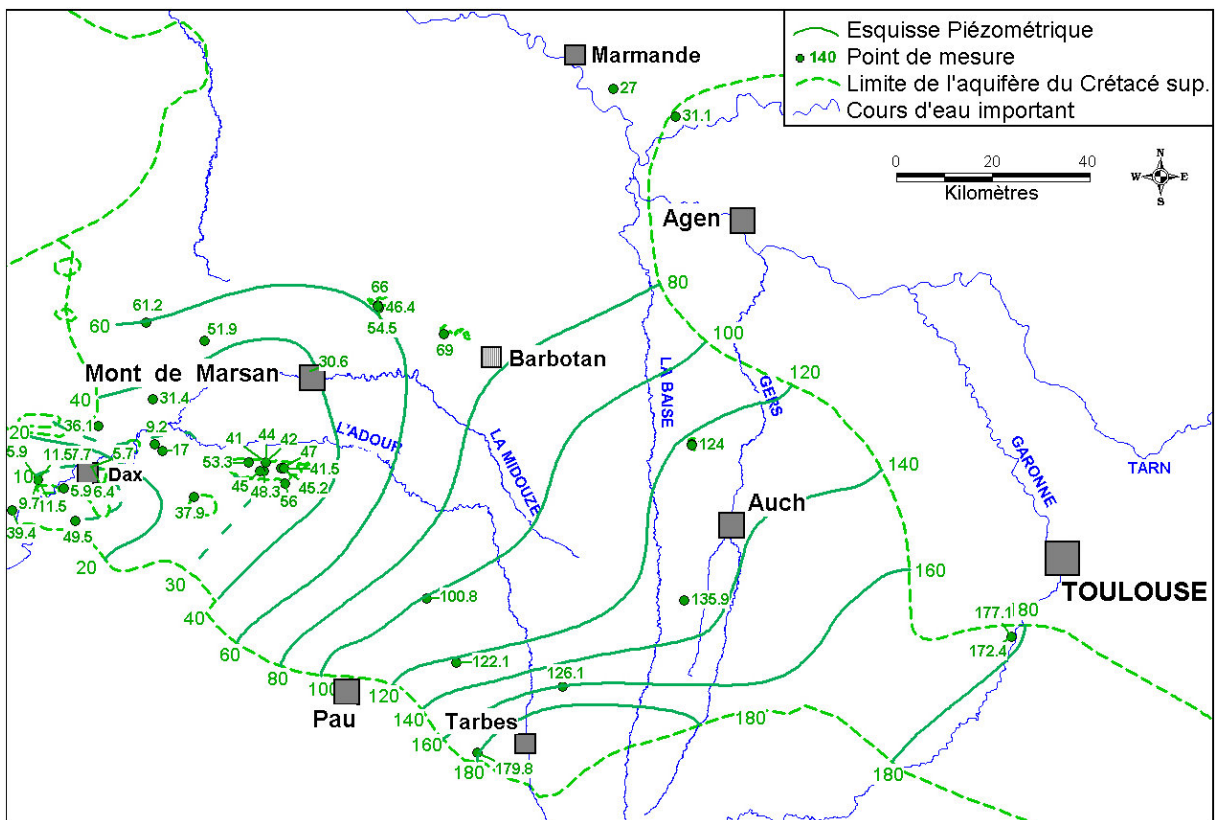 Esquisse Piézométrique
140 Point de mesure
Limite de l'aquifère du Crétacé sup.
Cours d'eau important
Marmande
27
31.1
0 20 40
Kilomètres
N
W E
S
Agen
80
66
46.4
54.5
61.2
60
51.9
69
Barbotan
100
30.6
Mont de Marsan
120
40
31.4
LA BAISE
GERS
36.1
20
9.2
17
41 44 42 47
L'ADOUR
LA MIDOUZE
124
GARONNE
TARN
5.9
11.5
7.7
5.7
53.3
41.5
140
10
Dax
45
48.3
45.2
56
5.9
6.4
9.7
11.5
37.9
Auch
39.4
49.5
20
30
TOULOUSE
160
40
100.8
135.9
177.1
180
172.4
60
122.1
126.1
80
100
120
Pau
140
Tarbes
180
160
180
179.8
180